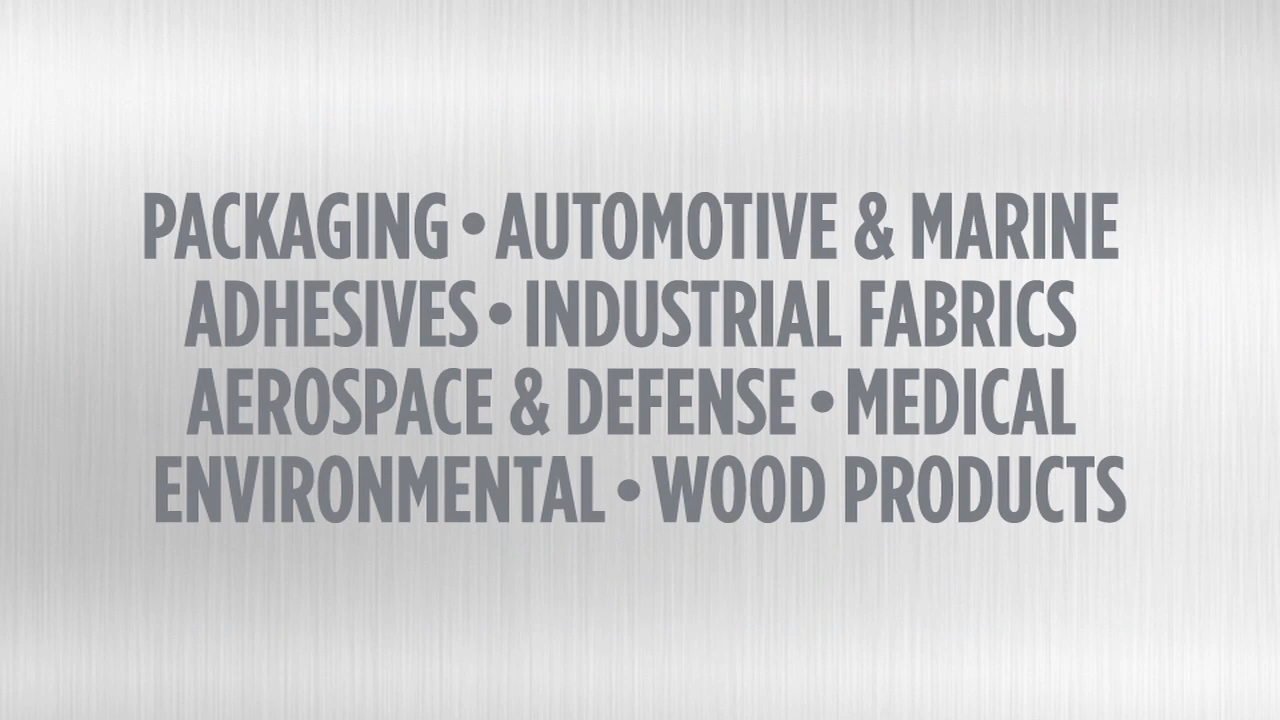 PACKAGING • AUTOMOTIVE & MARINE
ADHESIVES • INDUSTRIAL FABRICS
AEROSPACE & DEFENSE • MEDICAL
ENVIRONMENTAL • WOOD PRODUCTS